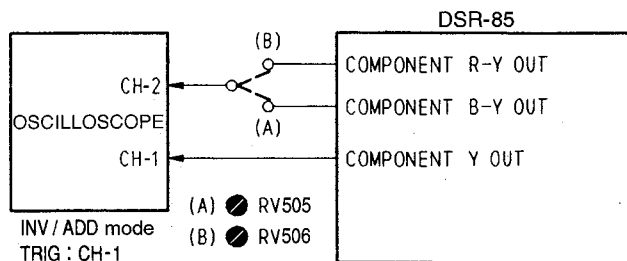 DSR-85
(B)
COMPONENT R-Y OUT
CH-2
OSCILLOSCOPE
COMPONENT B-Y OUT
(A)
CH-1
COMPONENT Y OUT
(A) RV505
(B) RV506
INV / ADD mode
TRIG : CH-1